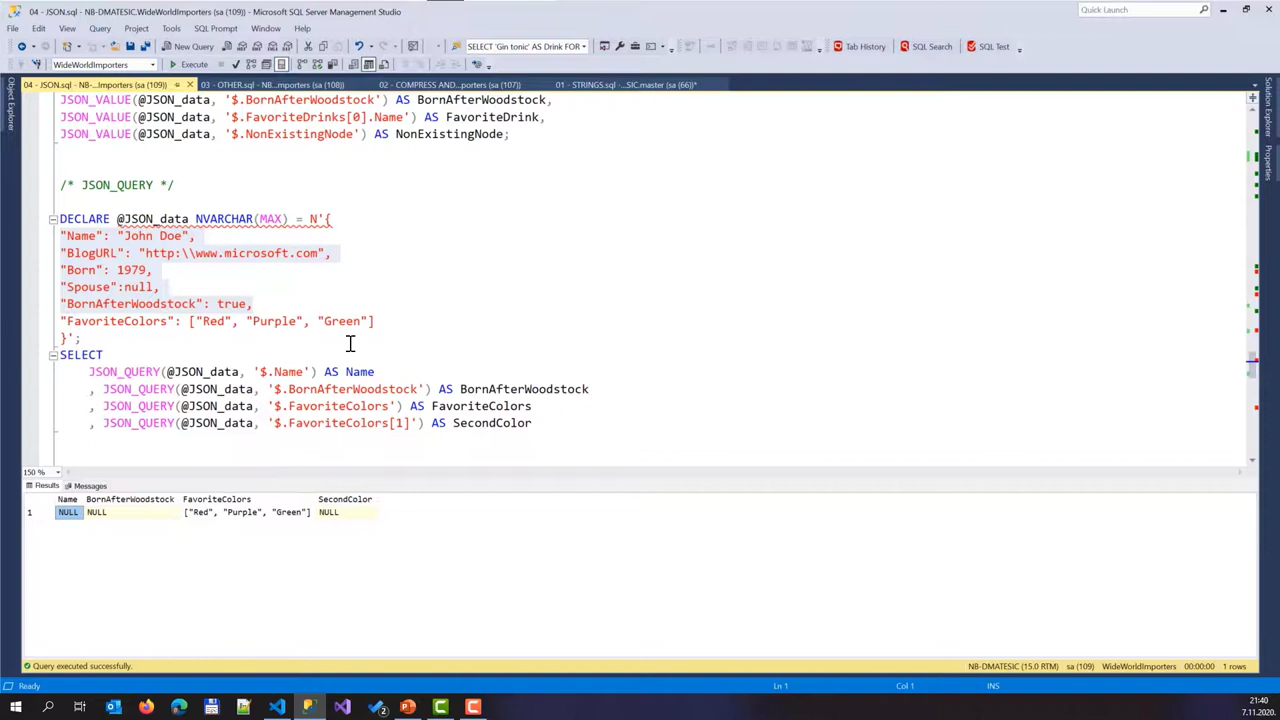 04 - JSON.sql - NB-DMATESIC.WideWorldImporters (sa (109)) - Microsoft SQL Server Management Studio
Quick Launch
File Edit View Query Project Tools SQL Prompt Window Help
New Query
SELECT 'Gin tonic' AS Drink FOR
Tab History
SQL Search
SQL Test
WideWorldImporters
Execute
04 - JSON.sql - NB-...Importers (sa (109))
03 - OTHER.sql - NB...mporters (sa (108))
02 - COMPRESS AND...porters (sa (107))
01 - STRINGS.sql -...SIC.master (sa (66))*
Object Explorer
Solution Explorer
Properties
JSON_VALUE(@JSON_data, '$.BornAfterWoodstock') AS BornAfterWoodstock,
JSON_VALUE(@JSON_data, '$.FavoriteDrinks[0].Name') AS FavoriteDrink,
JSON_VALUE(@JSON_data, '$.NonExistingNode') AS NonExistingNode;
/* JSON_QUERY */
DECLARE @JSON_data NVARCHAR(MAX) = N'{
"Name": "John Doe",
"BlogURL": "http:\\www.microsoft.com",
"Born": 1979,
"Spouse":null,
"BornAfterWoodstock": true,
"FavoriteColors": ["Red", "Purple", "Green"]
}';
SELECT
JSON_QUERY(@JSON_data, '$.Name') AS Name
, JSON_QUERY(@JSON_data, '$.BornAfterWoodstock') AS BornAfterWoodstock
, JSON_QUERY(@JSON_data, '$.FavoriteColors') AS FavoriteColors
, JSON_QUERY(@JSON_data, '$.FavoriteColors[1]') AS SecondColor
150 %
Results Messages
Name BornAfterWoodstock FavoriteColors SecondColor
1 NULL NULL ["Red", "Purple", "Green"] NULL
Query executed successfully.
NB-DMATESIC (15.0 RTM) sa (109) WideWorldImporters 00:00:00 1 rows
Ready
Ln 1
Col 1
INS
21:40
7.11.2020.